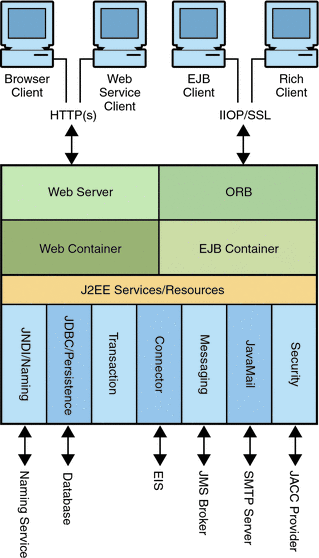 Browser
Client
Web
Service
Client
EJB
Client
Rich
Client
HTTP(s)
IIOP/SSL
Web Server
ORB
Web Container
EJB Container
J2EE Services/Resources
JNDI/Naming
JDBC/Persistence
Transaction
Connector
Messaging
JavaMail
Security
Naming Service
Database
EIS
JMS Broker
SMTP Server
JACC Provider